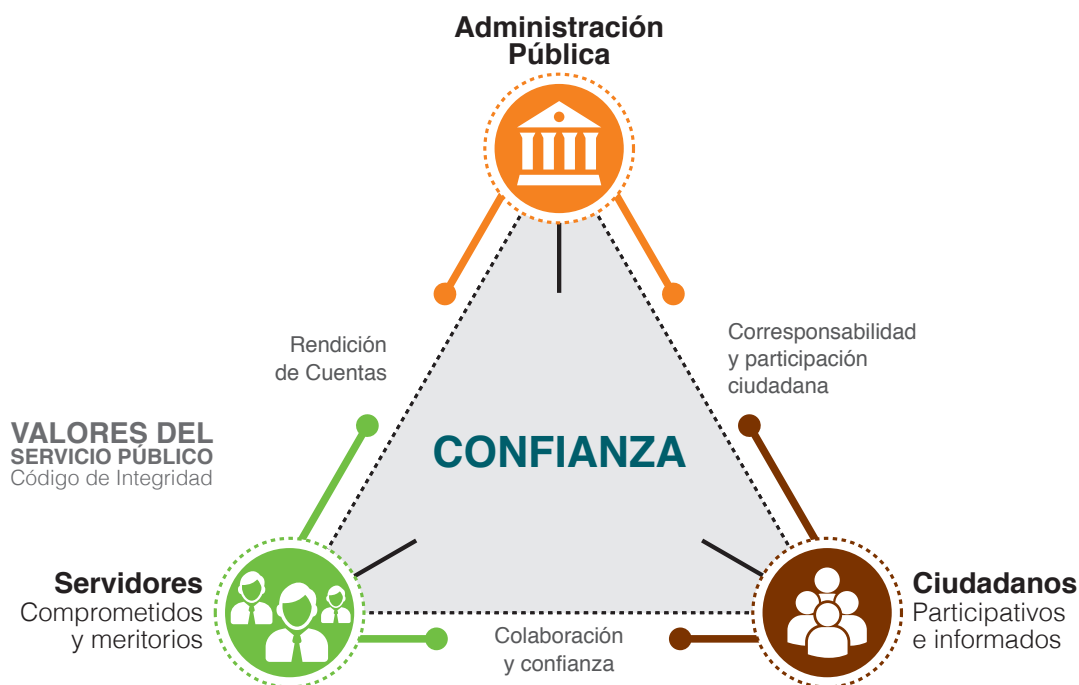 Administración
Pública
Rendición
de Cuentas
Corresponsabilidad
y participación
ciudadana
VALORES DEL
SERVICIO PÚBLICO
Código de Integridad
CONFIANZA
Servidores
Comprometidos
y meritorios
Colaboración
y confianza
Ciudadanos
Participativos
e informados